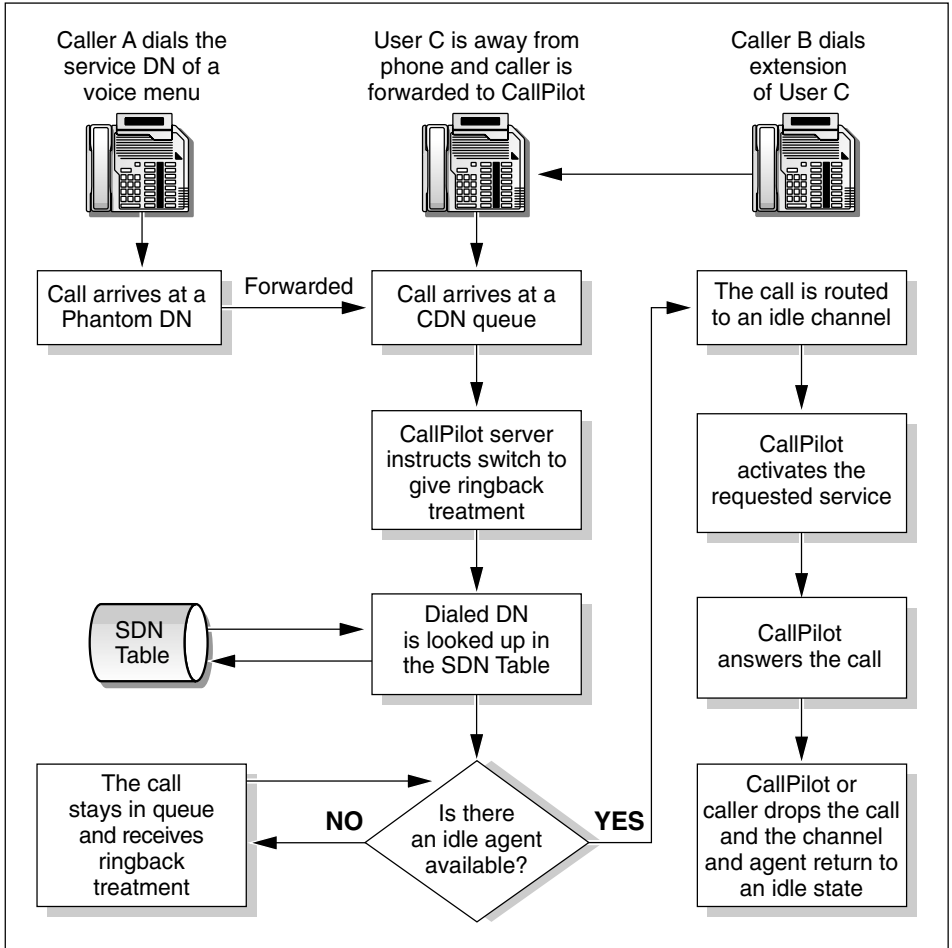 Caller A dials the
service DN of a
voice menu
User C is away from
phone and caller is
forwarded to CallPilot
Caller B dials
extension
of User C
Call arrives at a
Phantom DN
Forwarded
Call arrives at a
CDN queue
The call is routed
to an idle channel
CallPilot server
instructs switch to
give ringback
treatment
CallPilot
activates the
requested service
SDN
Table
Dialed DN
is looked up in
the SDN Table
CallPilot
answers the call
The call
stays in queue
and receives
ringback
treatment
NO
Is there
an idle agent
available?
YES
CallPilot or
caller drops the call
and the channel
and agent return to
an idle state